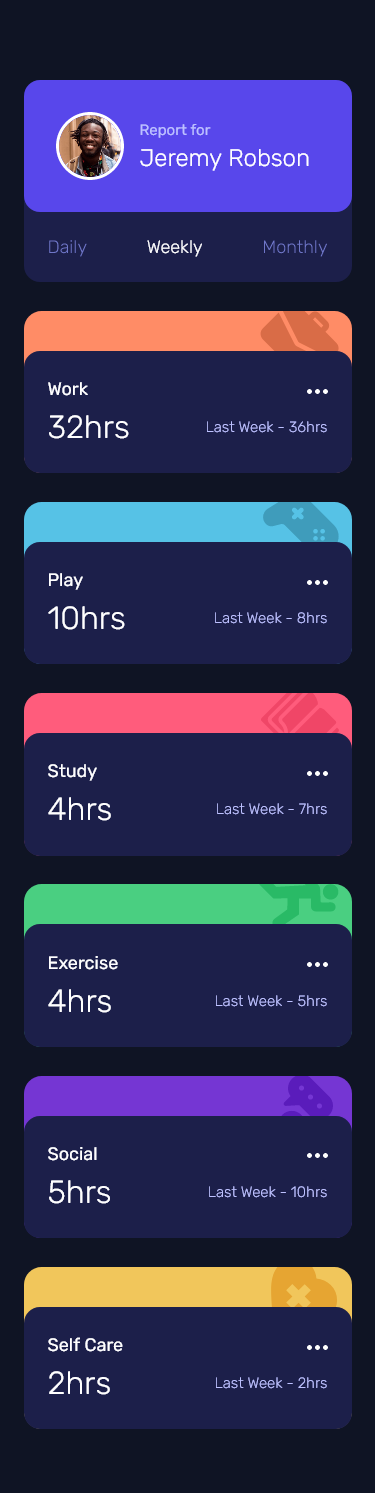 Report for
Jeremy Robson
Daily Weekly Monthly
Work
32hrs Last Week - 36hrs
Play
10hrs Last Week - 8hrs
Study
4hrs Last Week - 7hrs
Exercise
4hrs Last Week - 5hrs
Social
5hrs Last Week - 10hrs
Self Care
2hrs Last Week - 2hrs